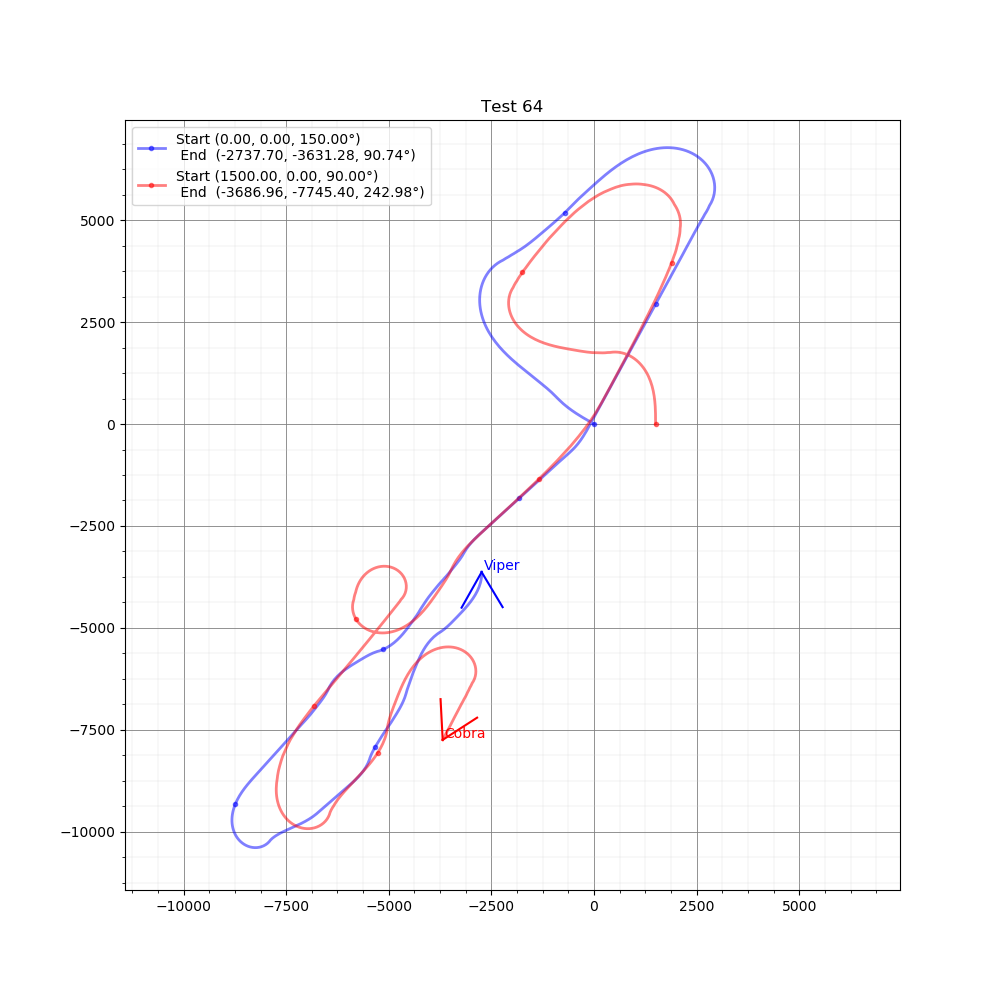 Test 64
Start (0.00, 0.00, 150.00°)
End  (-2737.70, -3631.28, 90.74°)
Start (1500.00, 0.00, 90.00°)
End  (-3686.96, -7745.40, 242.98°)
5000
2500
0
−2500
−5000
−7500
−10000
Viper
Cobra
−10000 −7500 −5000 −2500 0 2500 5000